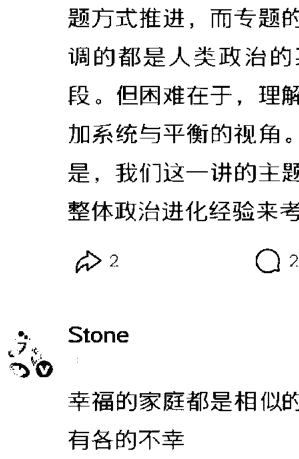 题方式推进，而专题的
调的都是人类政治的
段。但困难在于，理解
加系统与平衡的视角。
是，我们这一讲的主题
整体政治进化经验来考
2
2
Stone
幸福的家庭都是相似的
有各的不幸